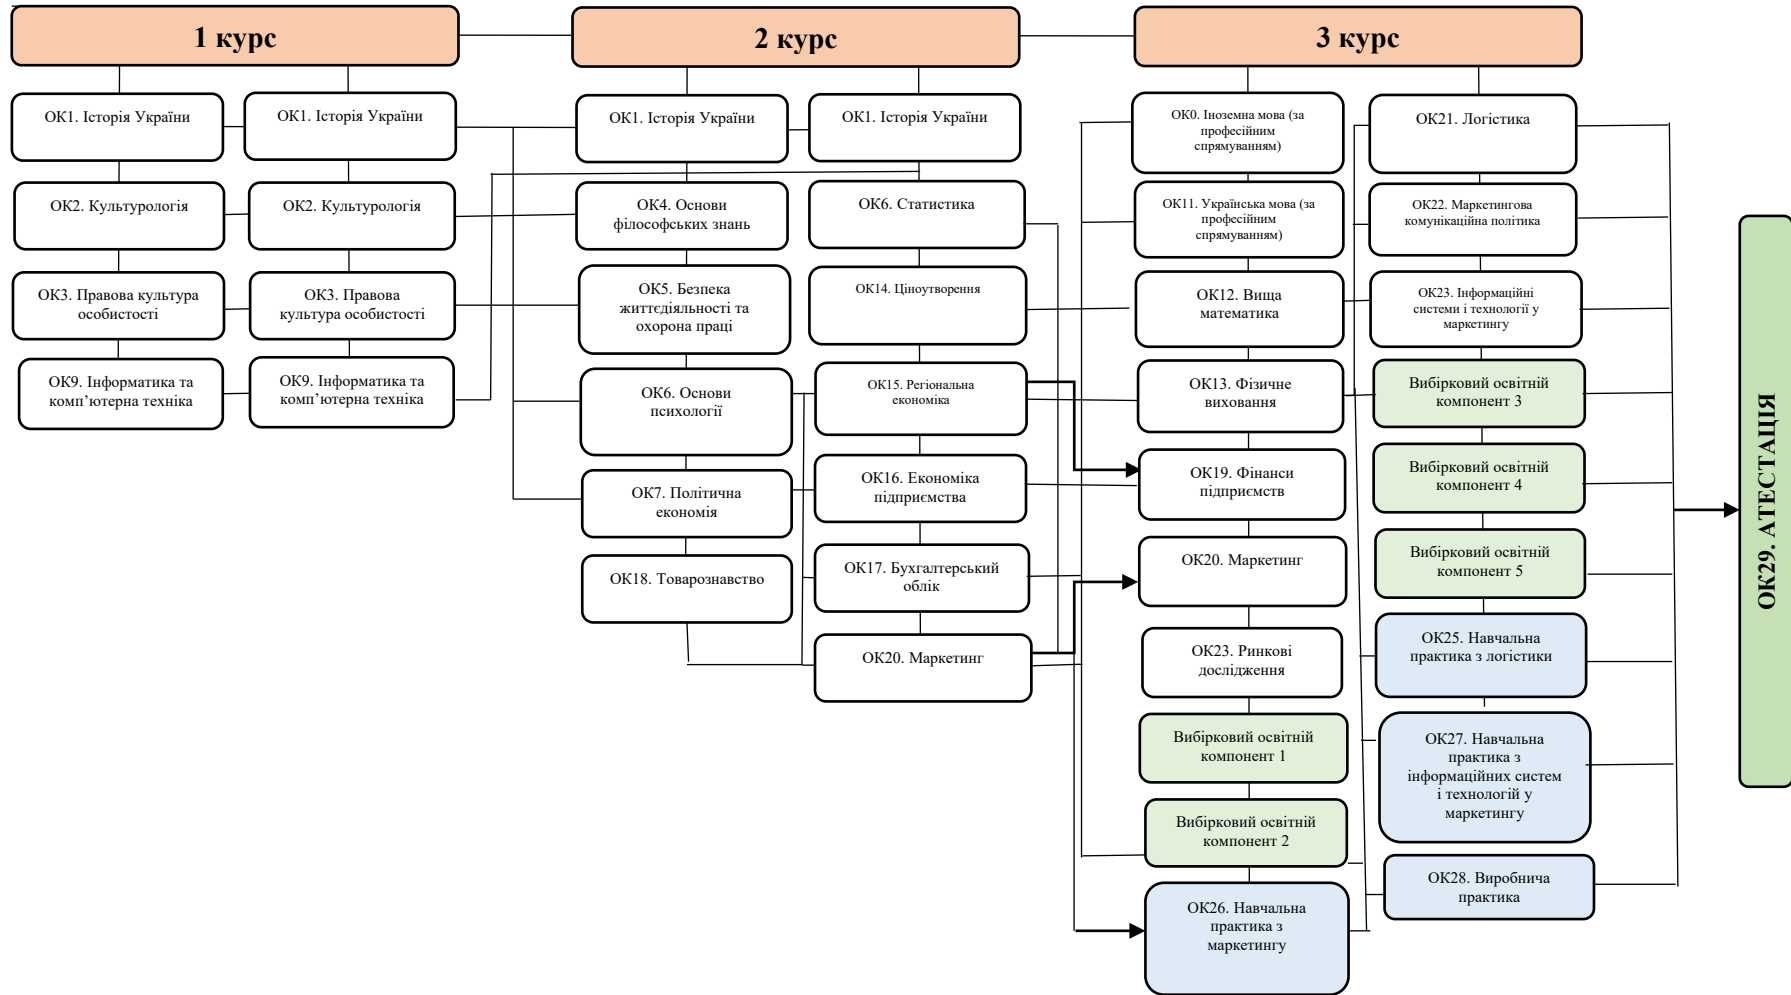 1 курс
2 курс
3 курс
ОК1. Історія України
ОК2. Культурологія
ОК3. Правова культура
особистості
ОК9. Інформатика та
комп’ютерна техніка
ОК1. Історія України
ОК2. Культурологія
ОК3. Правова
культура особистості
ОК9. Інформатика та
комп’ютерна техніка
ОК1. Історія України
ОК4. Основи
філософських знань
ОК5. Безпека
життєдіяльності та
охорона праці
ОК6. Основи
психології
ОК7. Політична
економія
ОК18. Товарознавство
ОК1. Історія України
ОК6. Статистика
ОК14. Ціноутворення
ОК15. Регіональна
економіка
ОК16. Економіка
підприємства
ОК17. Бухгалтерський
облік
ОК20. Маркетинг
ОК0. Іноземна мова (за
професійним
спрямуванням)
ОК11. Українська мова (за
професійним
спрямуванням)
ОК12. Вища
математика
ОК13. Фізичне
виховання
ОК19. Фінанси
підприємств
ОК20. Маркетинг
ОК23. Ринкові
дослідження
Вибірковий освітній
компонент 1
Вибірковий освітній
компонент 2
ОК26. Навчальна
практика з
маркетингу
ОК21. Логістика
ОК22. Маркетингова
комунікаційна політика
ОК23. Інформаційні
системи і технології у
маркетингу
Вибірковий освітній
компонент 3
Вибірковий освітній
компонент 4
Вибірковий освітній
компонент 5
ОК25. Навчальна
практика з логістики
ОК27. Навчальна
практика з
інформаційних систем
і технологій у
маркетингу
ОК28. Виробнича
практика
ОК29. АТЕСТАЦІЯ